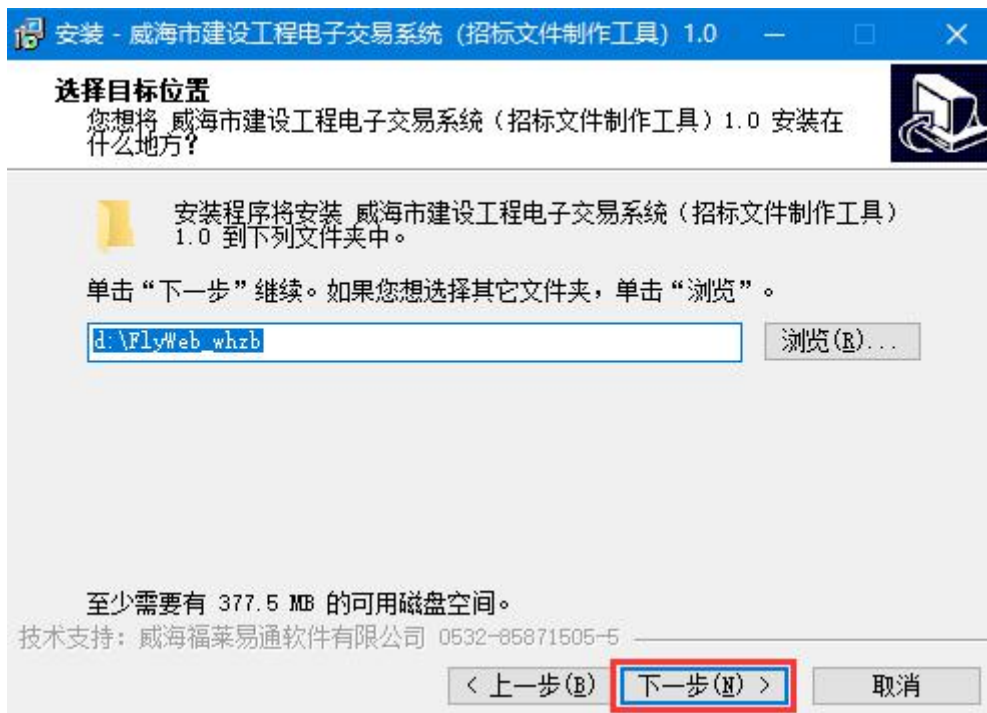 安装 - 威海市建设工程电子交易系统（招标文件制作工具）1.0
选择目标位置
您想将 威海市建设工程电子交易系统（招标文件制作工具）1.0 安装在
什么地方？
安装程序将安装 威海市建设工程电子交易系统（招标文件制作工具）
1.0 到下列文件夹中。
单击“下一步”继续。如果您想选择其它文件夹，单击“浏览”。
d:\FlyWeb_whzb
浏览(R)...
至少需要有 377.5 MB 的可用磁盘空间。
技术支持：威海福莱易通软件有限公司 0532-85871505-5
< 上一步(B)
下一步(N) >
取消